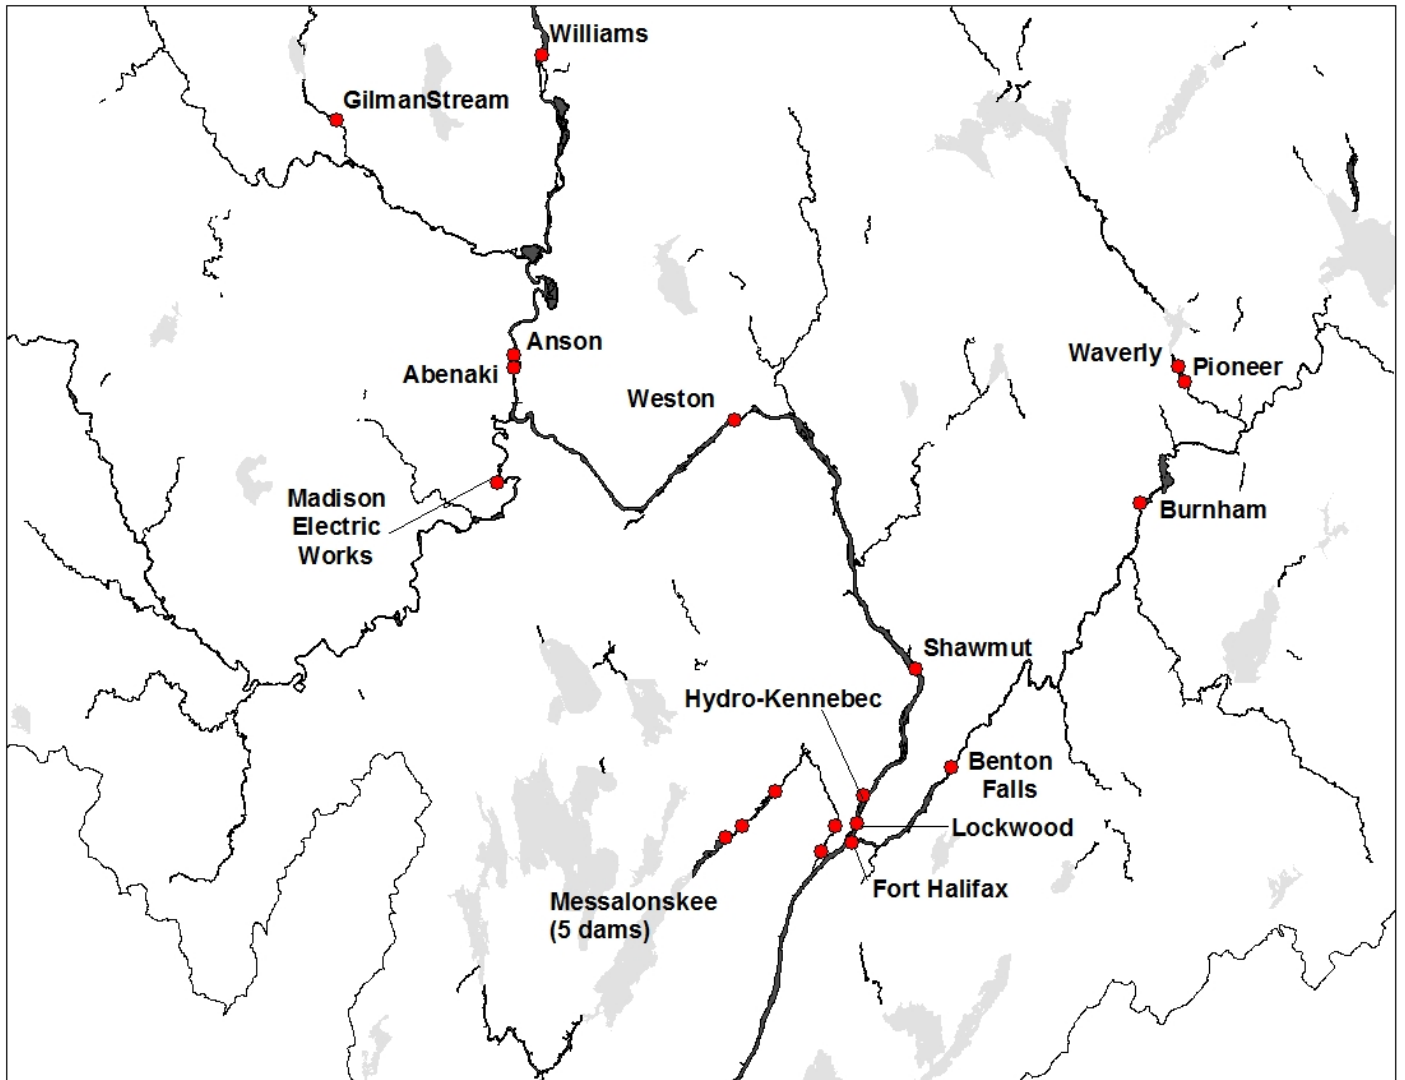 Williams
GilmanStream
Anson
Abenaki
Waverly
Pioneer
Weston
Madison
Electric
Works
Burnham
Shawmut
Hydro-Kennebec
Benton
Falls
Lockwood
Fort Halifax
Messalonskee
(5 dams)